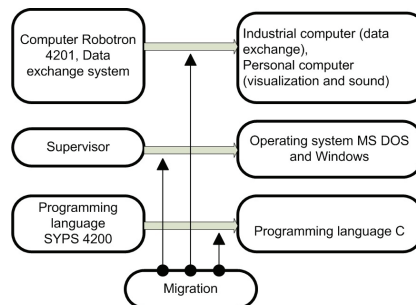 Computer Robotron
4201, Data
exchange system
Industrial computer (data
exchange),
Personal computer
(visualization and sound)
Supervisor
Operating system MS DOS
and Windows
Programming
language
SYPS 4200
Programming language C
Migration